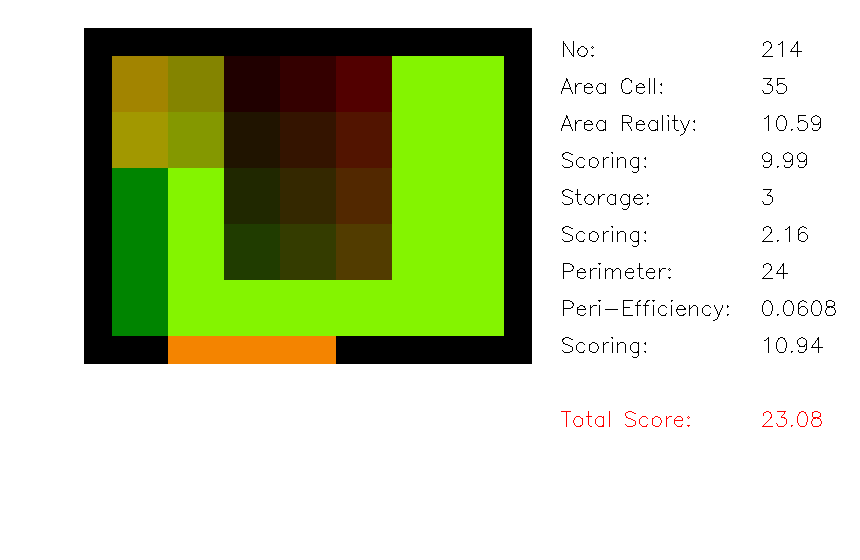 No: 214
Area Cell: 35
Area Reality: 10.59
Scoring: 9.99
Storage: 3
Scoring: 2.16
Perimeter: 24
Peri-Efficiency: 0.0608
Scoring: 10.94
Total Score: 23.08